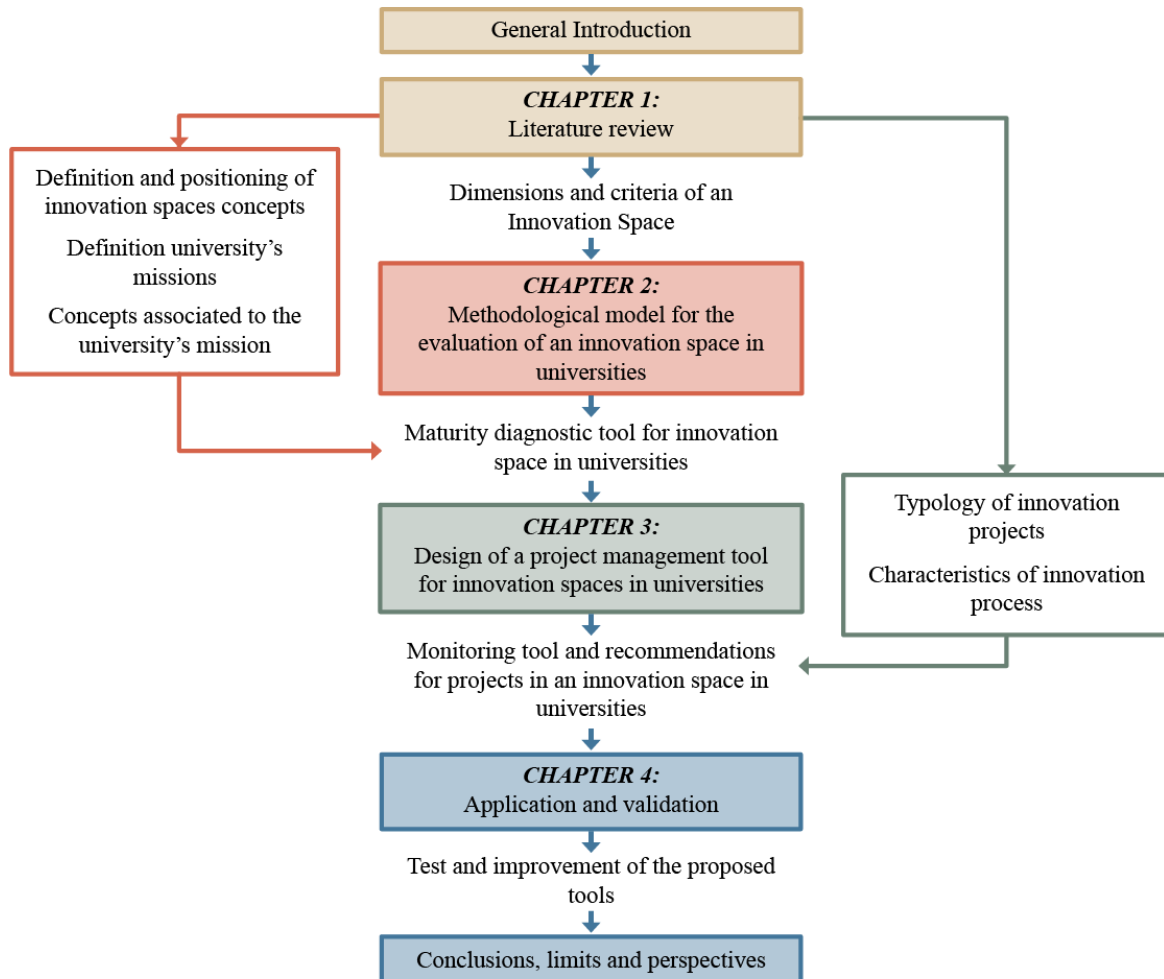 General Introduction
CHAPTER 1:
Literature review
Definition and positioning of
innovation spaces concepts
Definition university's
missions
Concepts associated to the
university's mission
Dimensions and criteria of an
Innovation Space
CHAPTER 2:
Methodological model for the
evaluation of an innovation space in
universities
Maturity diagnostic tool for innovation
space in universities
CHAPTER 3:
Design of a project management tool
for innovation spaces in universities
Typology of innovation
projects
Characteristics of innovation
process
Monitoring tool and recommendations
for projects in an innovation space in
universities
CHAPTER 4:
Application and validation
Test and improvement of the proposed
tools
Conclusions, limits and perspectives